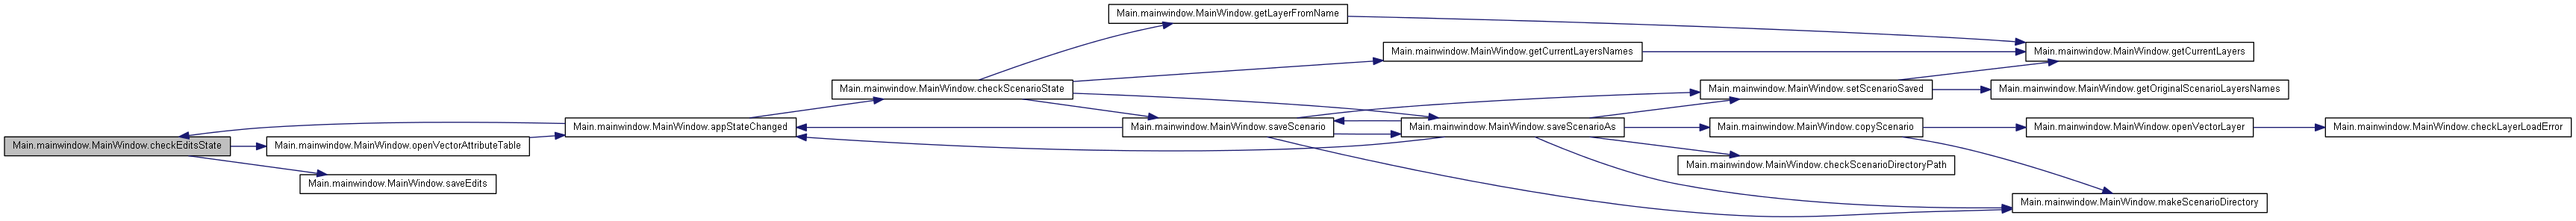 Main.mainwindow.MainWindow.checkEditsState
Main.mainwindow.MainWindow.openVectorAttributeTable
Main.mainwindow.MainWindow.saveEdits
Main.mainwindow.MainWindow.appStateChanged
Main.mainwindow.MainWindow.checkScenarioState
Main.mainwindow.MainWindow.getLayerFromName
Main.mainwindow.MainWindow.saveScenario
Main.mainwindow.MainWindow.getCurrentLayersNames
Main.mainwindow.MainWindow.saveScenarioAs
Main.mainwindow.MainWindow.setScenarioSaved
Main.mainwindow.MainWindow.copyScenario
Main.mainwindow.MainWindow.checkScenarioDirectoryPath
Main.mainwindow.MainWindow.getCurrentLayers
Main.mainwindow.MainWindow.getOriginalScenarioLayersNames
Main.mainwindow.MainWindow.openVectorLayer
Main.mainwindow.MainWindow.makeScenarioDirectory
Main.mainwindow.MainWindow.checkLayerLoadError